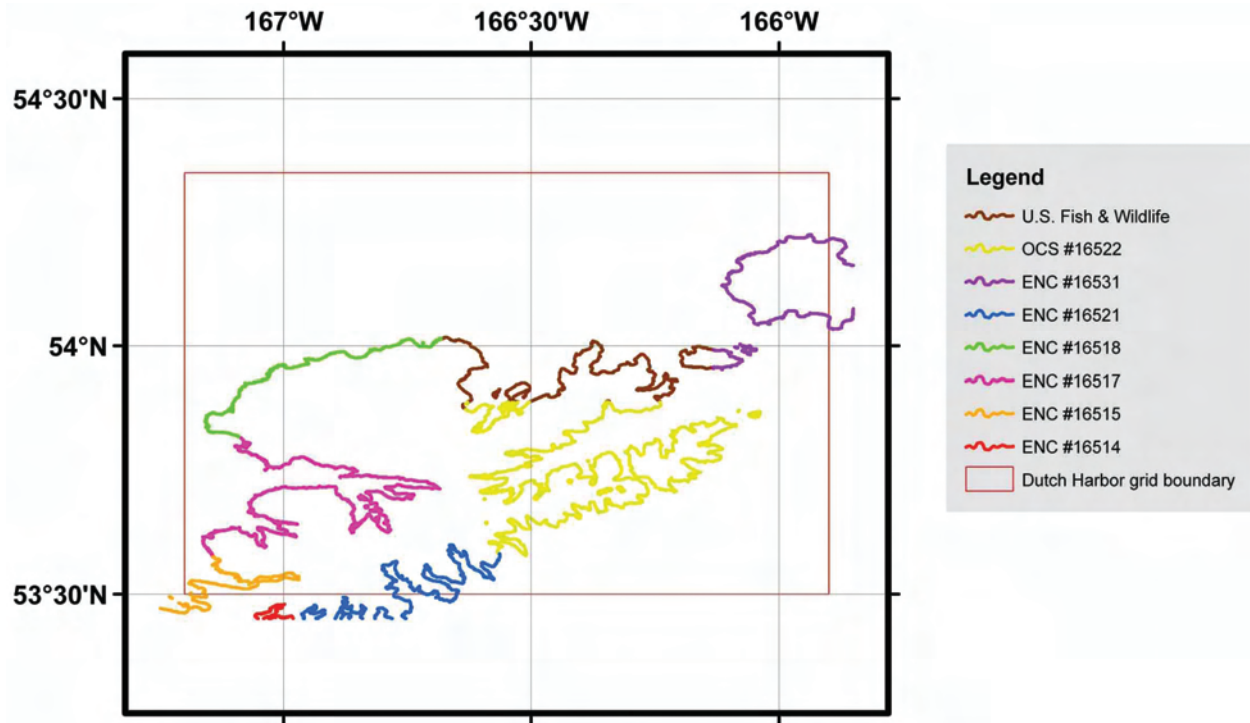 167°W 166°30'W 166°W
54°30'N
54°N
53°30'N
Legend
U.S. Fish & Wildlife
OCS #16522
ENC #16531
ENC #16521
ENC #16518
ENC #16517
ENC #16515
ENC #16514
Dutch Harbor grid boundary